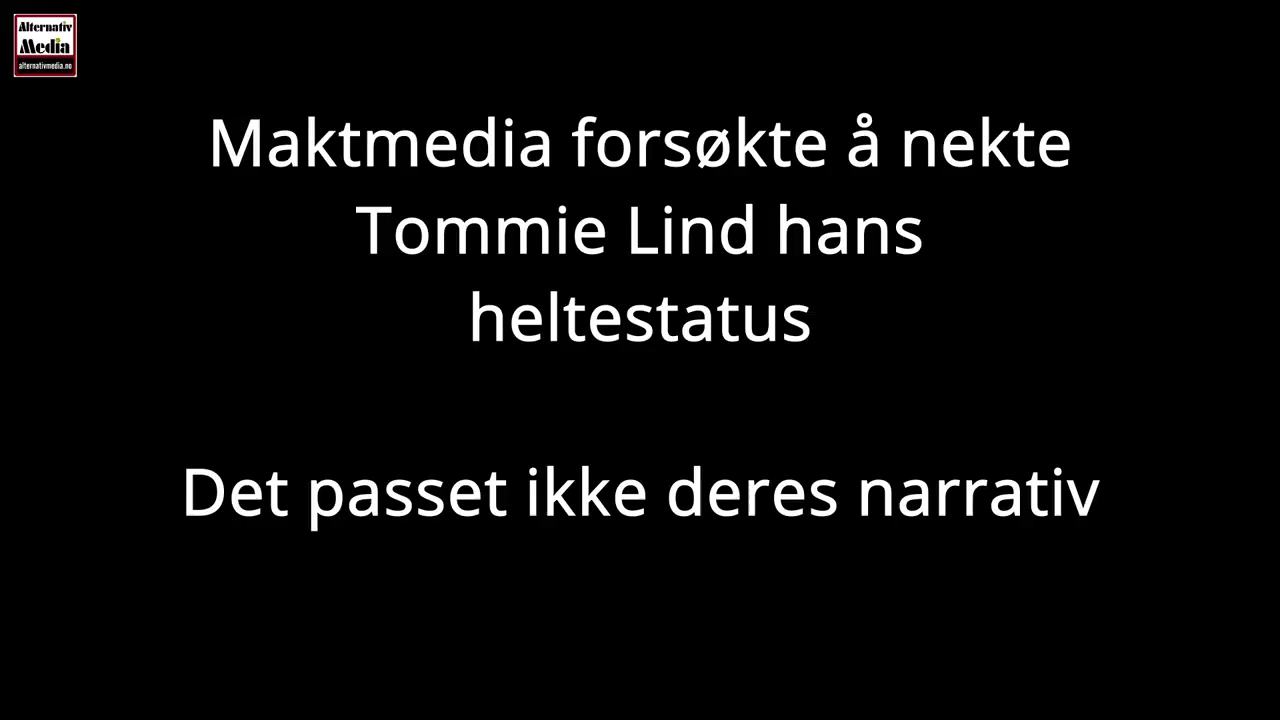 Alternativ
Media
alternativmedia.no
Maktmedia forsøkte å nekte
Tommie Lind hans
heltestatus
Det passet ikke deres narrativ